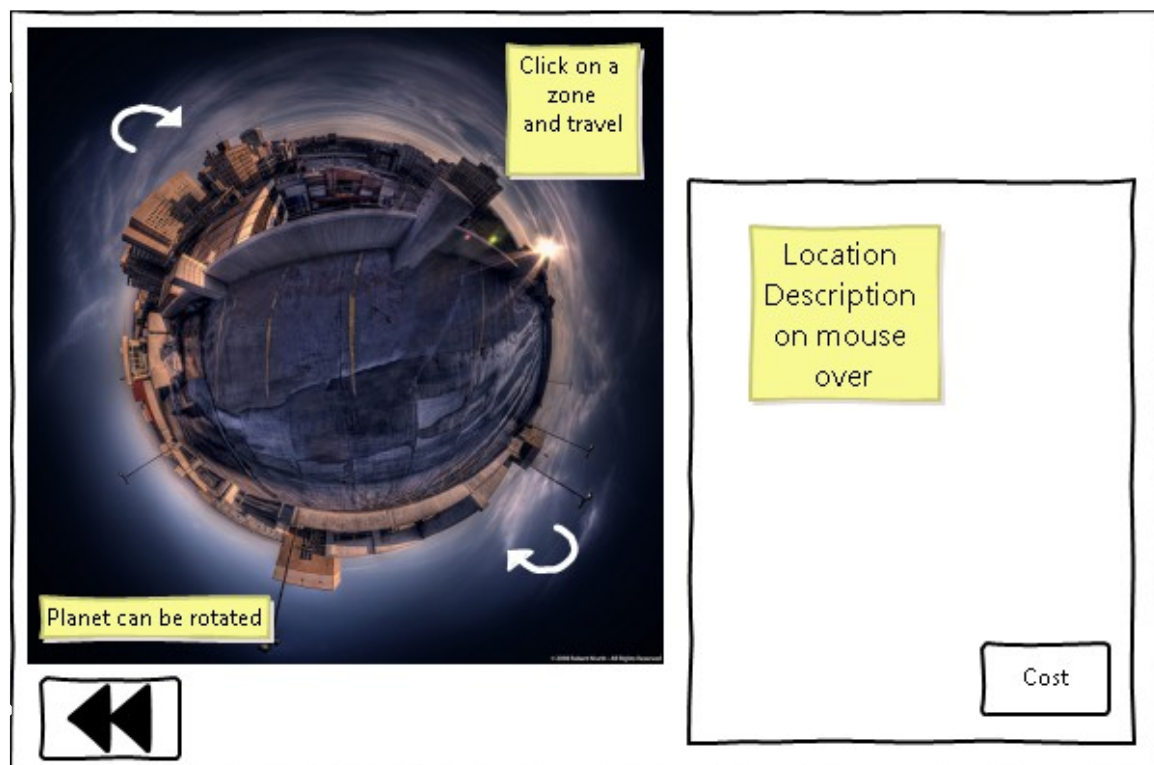 Click on a
zone
and travel
Location
Description
on mouse
over
Planet can be rotated
Cost